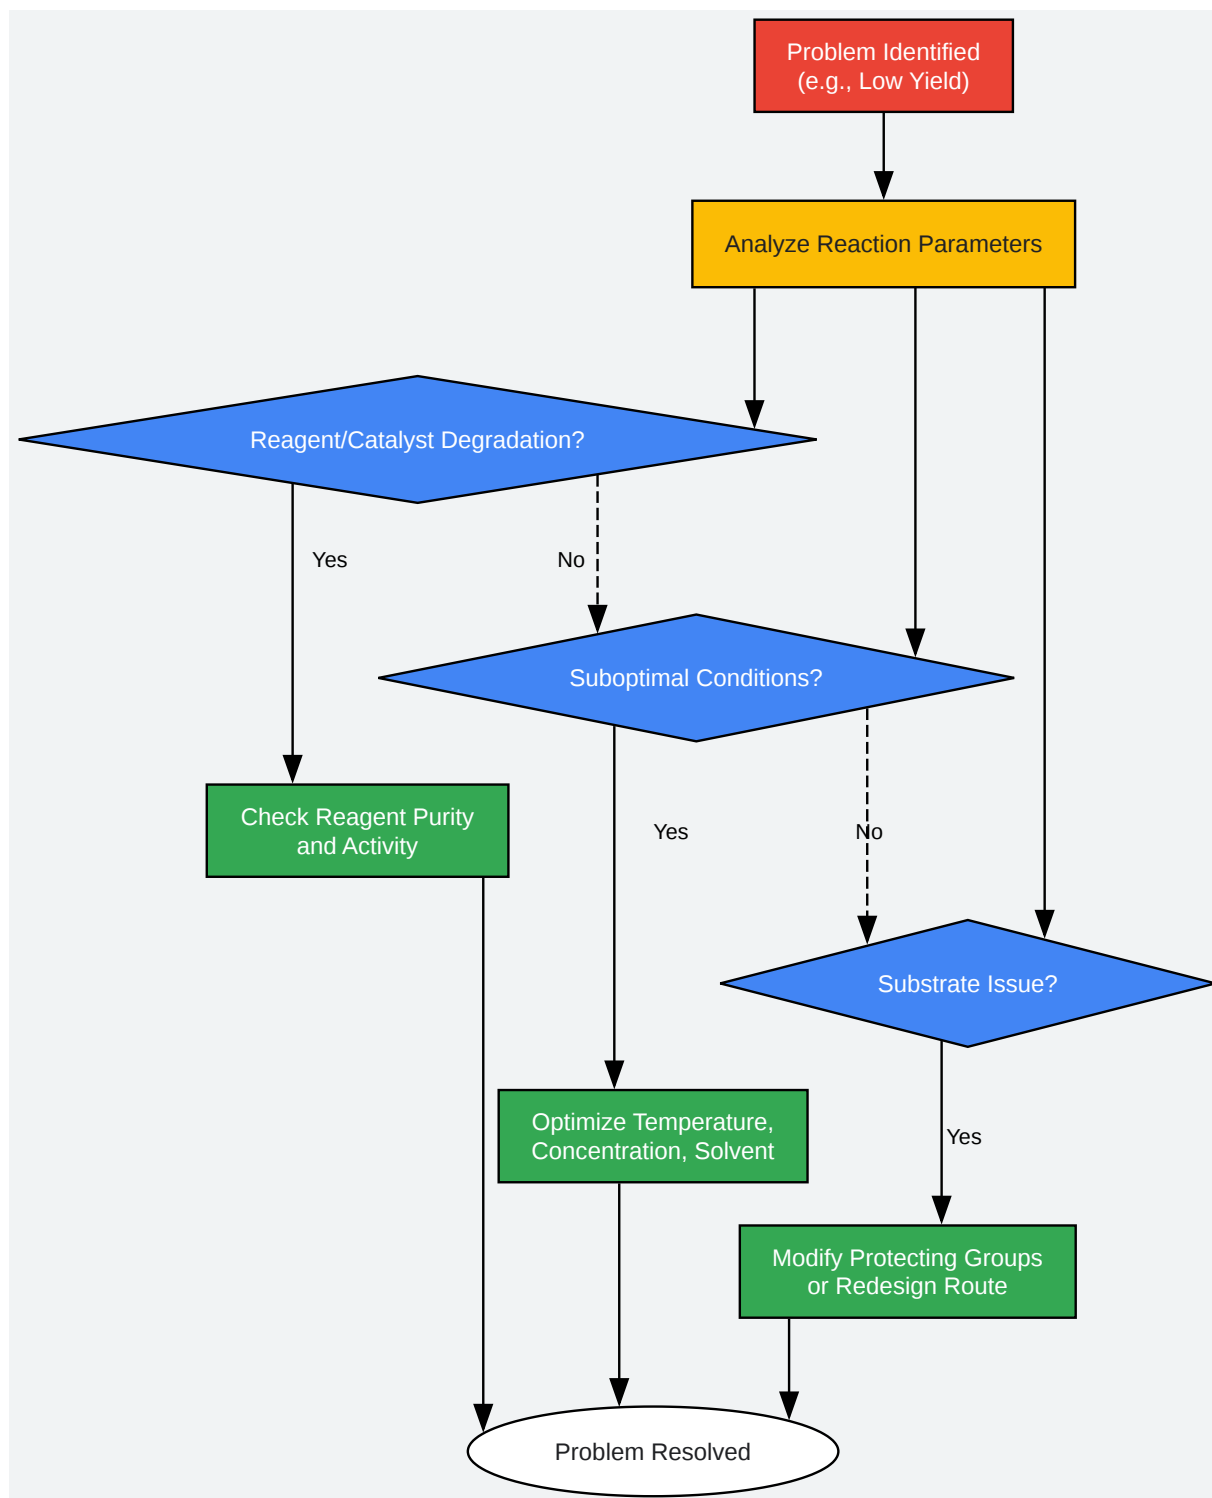 Problem Identified
(e.g., Low Yield)
Analyze Reaction Parameters
Reagent/Catalyst Degradation?
Yes
No
Suboptimal Conditions?
Check Reagent Purity
and Activity
Yes
No
Substrate Issue?
Optimize Temperature,
Concentration, Solvent
Yes
Modify Protecting Groups
or Redesign Route
Problem Resolved